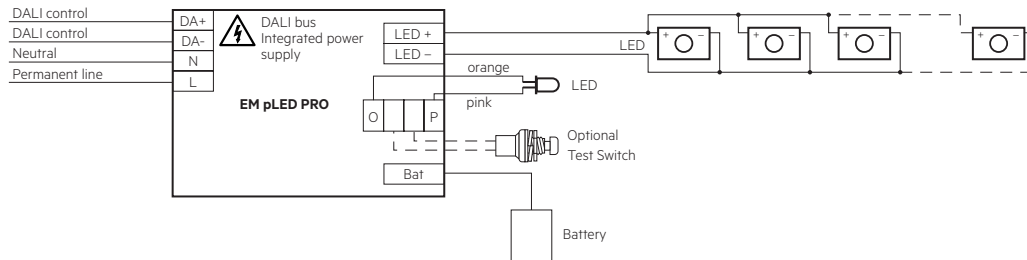 DALI control
DALI control
Neutral
Permanent line
DA+
DA-
N
L
DALI bus
Integrated power
supply
EM pLED PRO
LED +
LED –
O
P
Bat
orange
pink
LED
Optional
Test Switch
Battery
LED
+ –
+ –
+ –
+ –